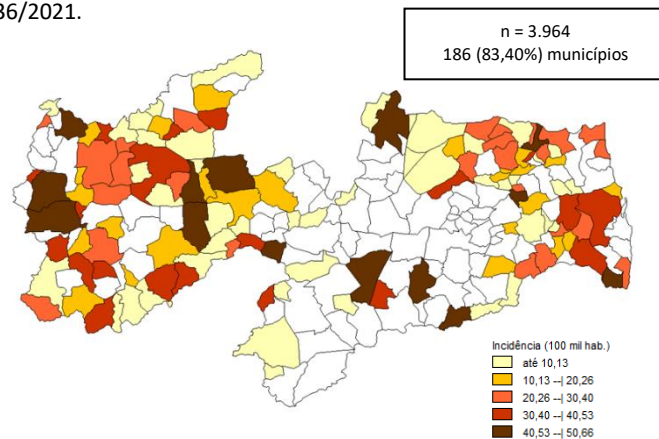 36/2021.
n = 3.964
186 (83,40%) municípios
Incidência (100 mil hab.)
até 10,13
10,13 --| 20,26
20,26 --| 30,40
30,40 --| 40,53
40,53 --| 50,66